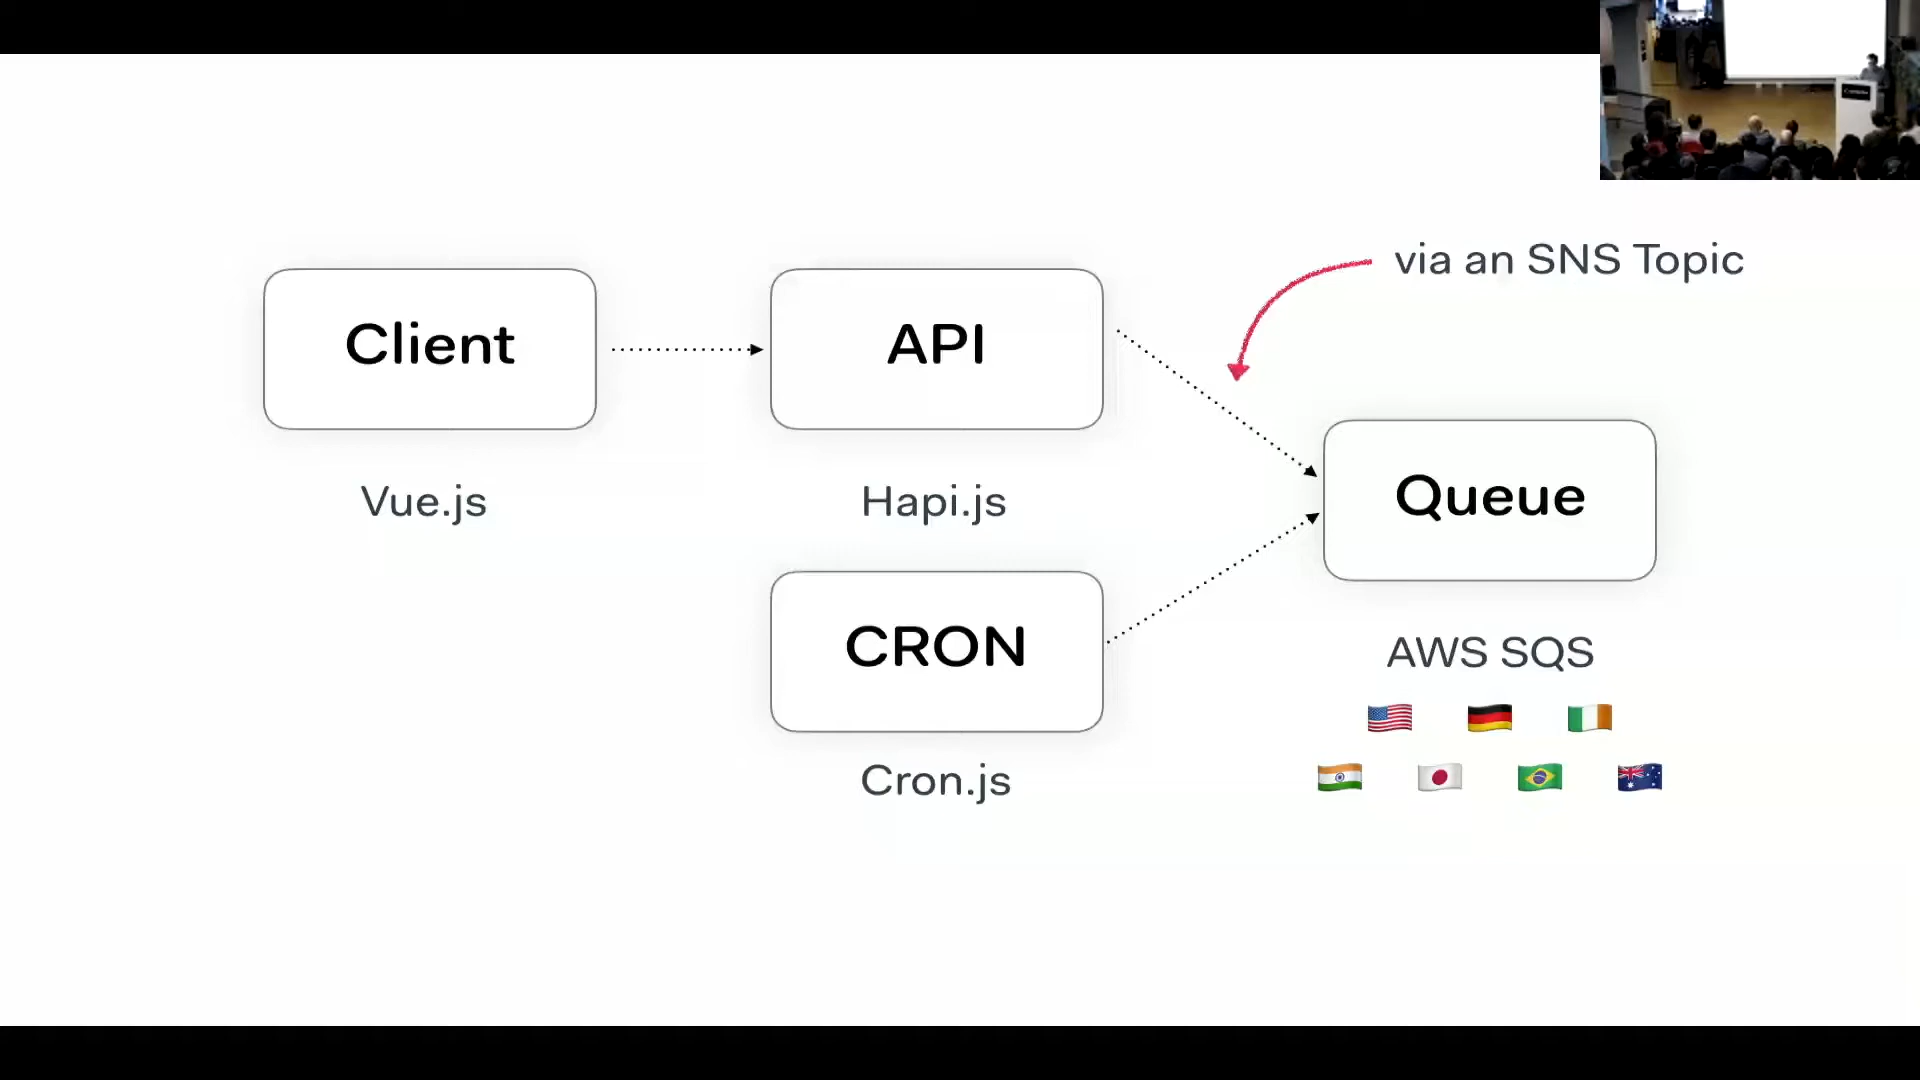 via an SNS Topic
Client
API
Vue.js
Hapi.js
Queue
CRON
AWS SQS
Cron.js